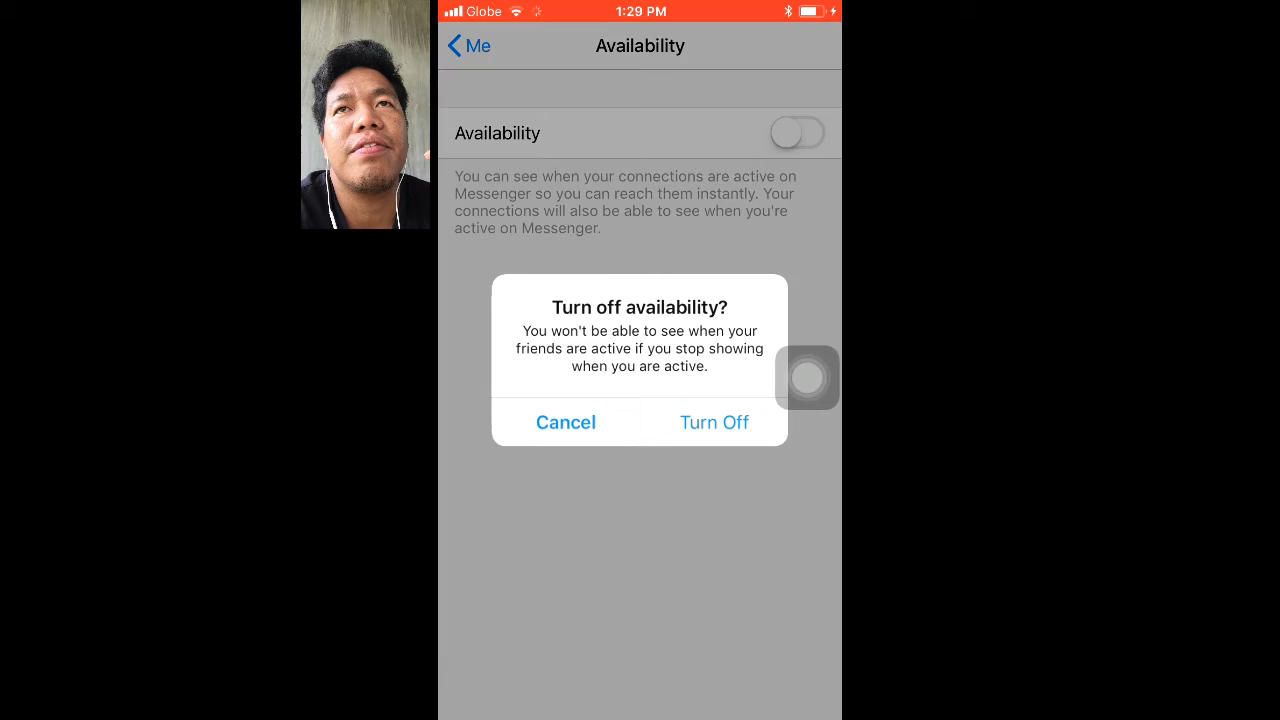 Globe 1:29 PM
Me Availability
Availability
You can see when your connections are active on
Messenger so you can reach them instantly. Your
connections will also be able to see when you're
active on Messenger.
Turn off availability?
You won't be able to see when your
friends are active if you stop showing
when you are active.
Cancel Turn Off